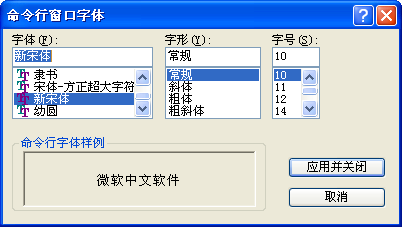 命令行窗口字体
字体(F): 字形(Y): 字号(S):
新宋体 常规 10
隶书 常规 10
宋体-方正超大字符 斜体 11
新宋体 粗体 12
幼圆 粗斜体 14
命令行字体样例
微软中文软件
应用并关闭
取消